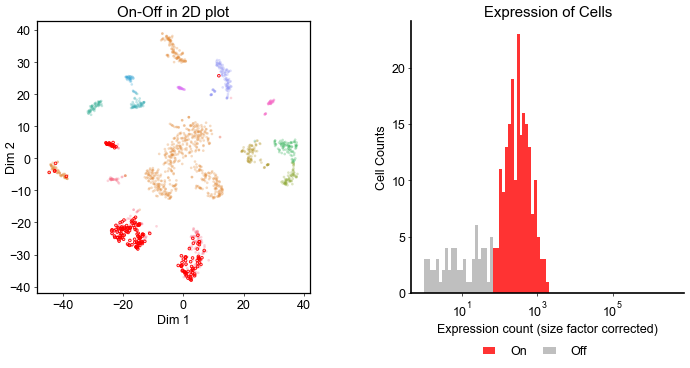 On-Off in 2D plot
Dim 2
40
30
20
10
0
−10
−20
−30
−40
−40
−20
0
20
40
Dim 1
Expression of Cells
Cell Counts
20
15
10
5
0
10^1
10^3
10^5
Expression count (size factor corrected)
On
Off